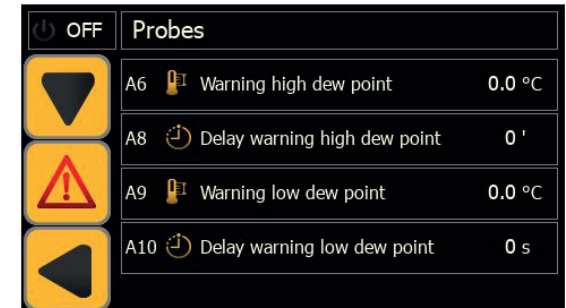 OFF Probes
A6 Warning high dew point 0.0 °C
A8 Delay warning high dew point 0 '
A9 Warning low dew point 0.0 °C
A10 Delay warning low dew point 0 s